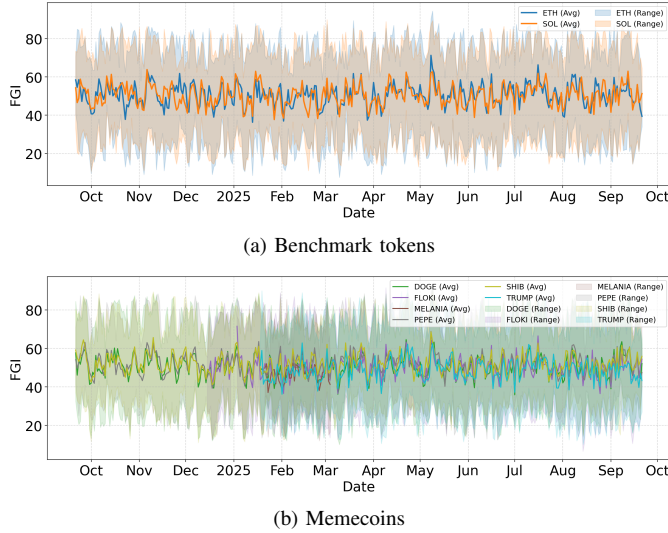 80
60
40
20
FGI
ETH (Avg)
SOL (Avg)
ETH (Range)
SOL (Range)
Oct Nov Dec 2025 Feb Mar Apr May Jun Jul Aug Sep Oct
Date
(a) Benchmark tokens
80
60
40
20
FGI
DOGE (Avg)
FLOKI (Avg)
MELANIA (Avg)
PEPE (Avg)
SHIB (Avg)
TRUMP (Avg)
DOGE (Range)
FLOKI (Range)
MELANIA (Range)
PEPE (Range)
SHIB (Range)
TRUMP (Range)
Oct Nov Dec 2025 Feb Mar Apr May Jun Jul Aug Sep Oct
Date
(b) Memecoins